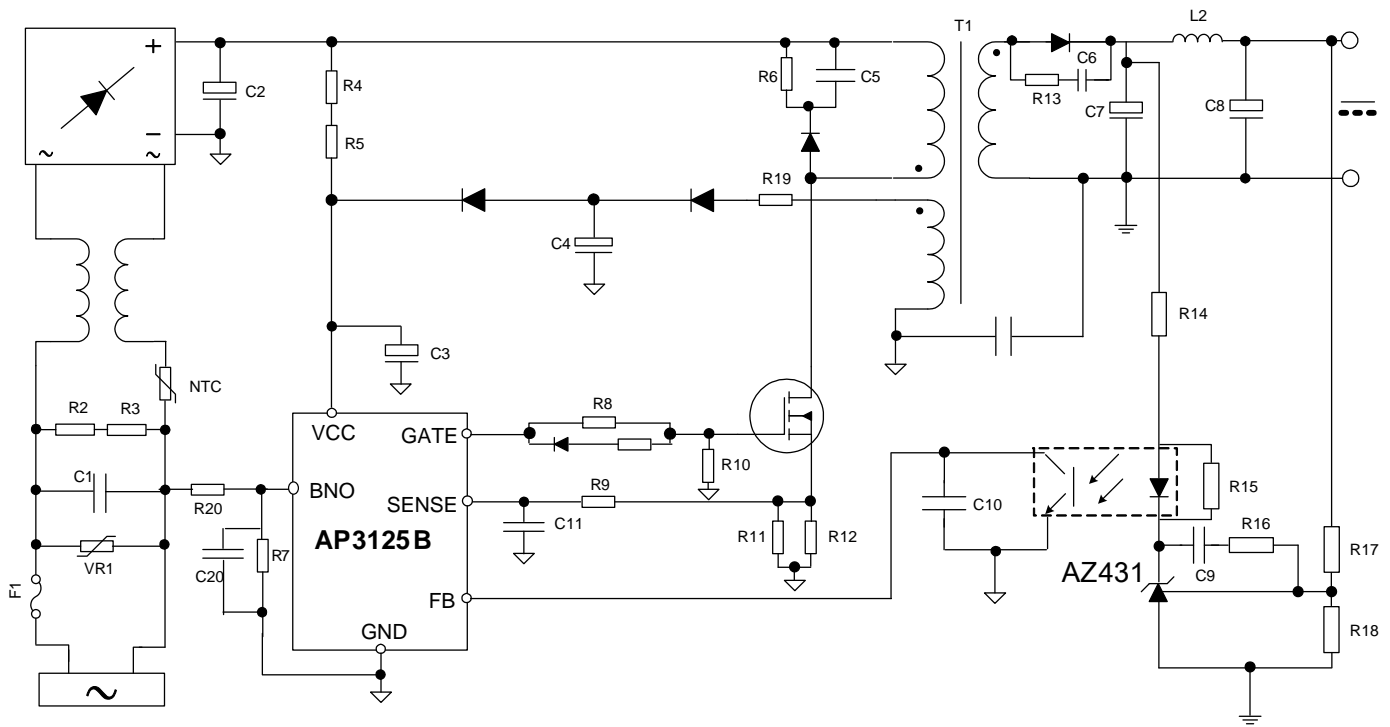 T1
L2
+
C2
R4
R6
C5
R13
C6
C7
C8
−
~
~
R5
R19
C4
R14
C3
NTC
R2
R3
VCC
GATE
R8
R10
C1
R20
BNO
SENSE
R9
C11
R11
R12
C10
R15
AP3125B
VR1
C20
R7
F1
FB
GND
C9
R16
R17
AZ431
R18
~